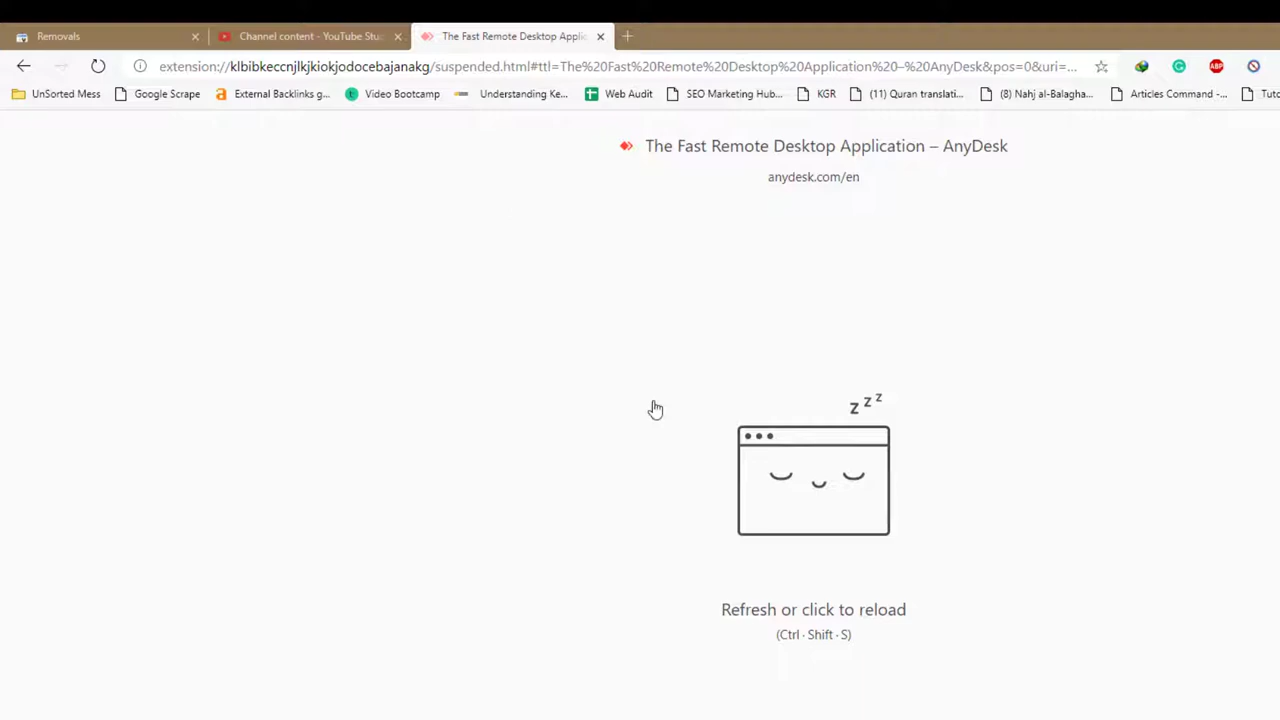 Removals
Channel content - YouTube Stu
The Fast Remote Desktop Applic
extension://klbibkeccnjlkjkiokjodocebajanakg/suspended.html#ttl=The%20Fast%20Remote%20Desktop%20Application%20–%20AnyDesk&pos=0&uri=...
UnSorted Mess
Google Scrape
External Backlinks g...
Video Bootcamp
Understanding Ke...
Web Audit
SEO Marketing Hub...
KGR
(11) Quran translati...
(8) Nahj al-Balagha...
Articles Command -...
Tuto
ABP
The Fast Remote Desktop Application – AnyDesk
anydesk.com/en
z z z
Refresh or click to reload
(Ctrl · Shift · S)